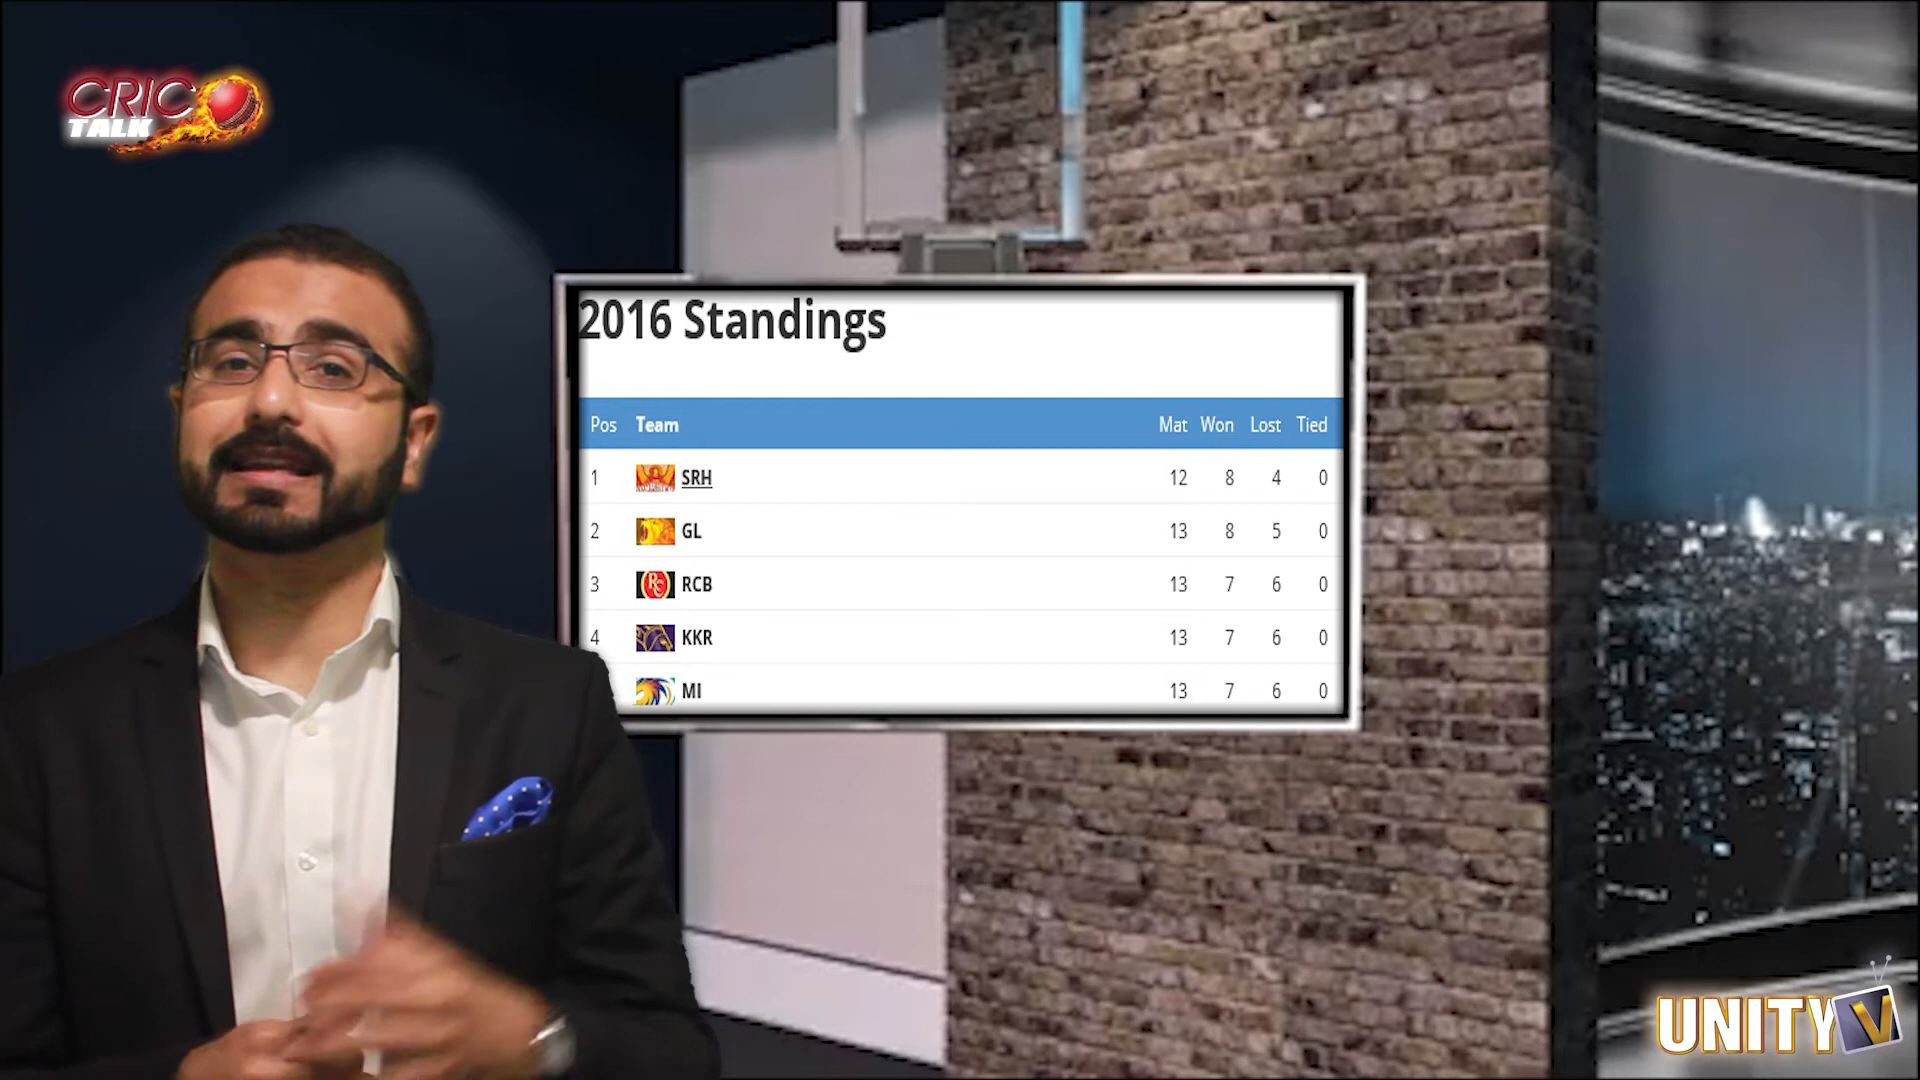 CRIC
TALK
2016 Standings
Pos Team Mat Won Lost Tied
1 SRH 12 8 4 0
2 GL 13 8 5 0
3 RCB 13 7 6 0
4 KKR 13 7 6 0
MI 13 7 6 0
UNITY V